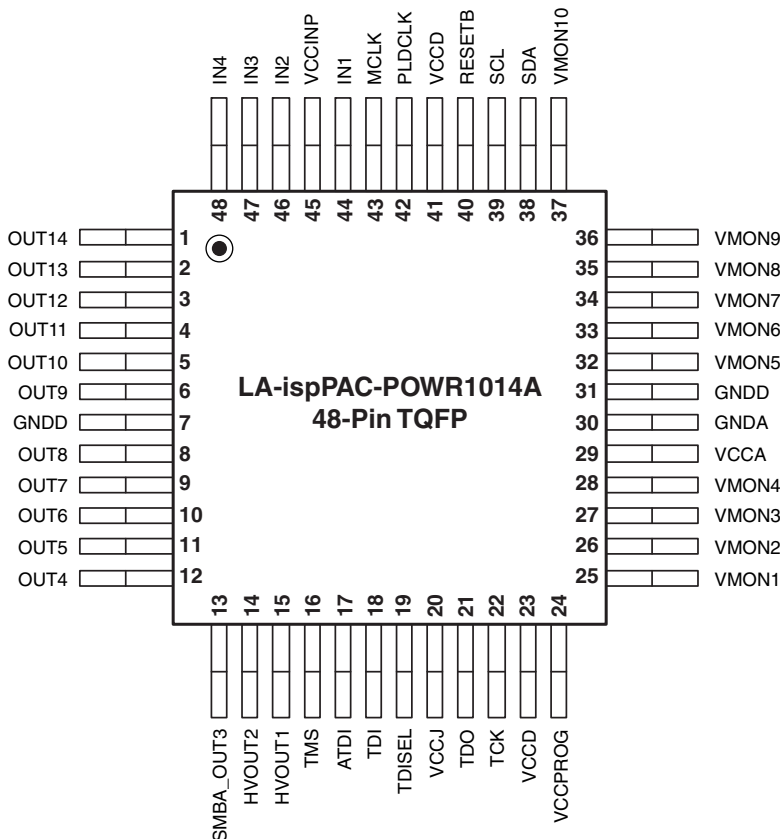 IN4
IN3
IN2
VCCINP
IN1
MCLK
PLDCLK
VCCD
RESETB
SCL
SDA
VMON10
48
47
46
45
44
43
42
41
40
39
38
37
OUT14 1
OUT13 2
OUT12 3
OUT11 4
OUT10 5
OUT9 6
GNDD 7
OUT8 8
OUT7 9
OUT6 10
OUT5 11
OUT4 12
LA-ispPAC-POWR1014A
48-Pin TQFP
36 VMON9
35 VMON8
34 VMON7
33 VMON6
32 VMON5
31 GNDD
30 GNDA
29 VCCA
28 VMON4
27 VMON3
26 VMON2
25 VMON1
13
14
15
16
17
18
19
20
21
22
23
24
SMBA_OUT3
HVOUT2
HVOUT1
TMS
ATDI
TDI
TDISEL
VCCJ
TDO
TCK
VCCD
VCCPROG